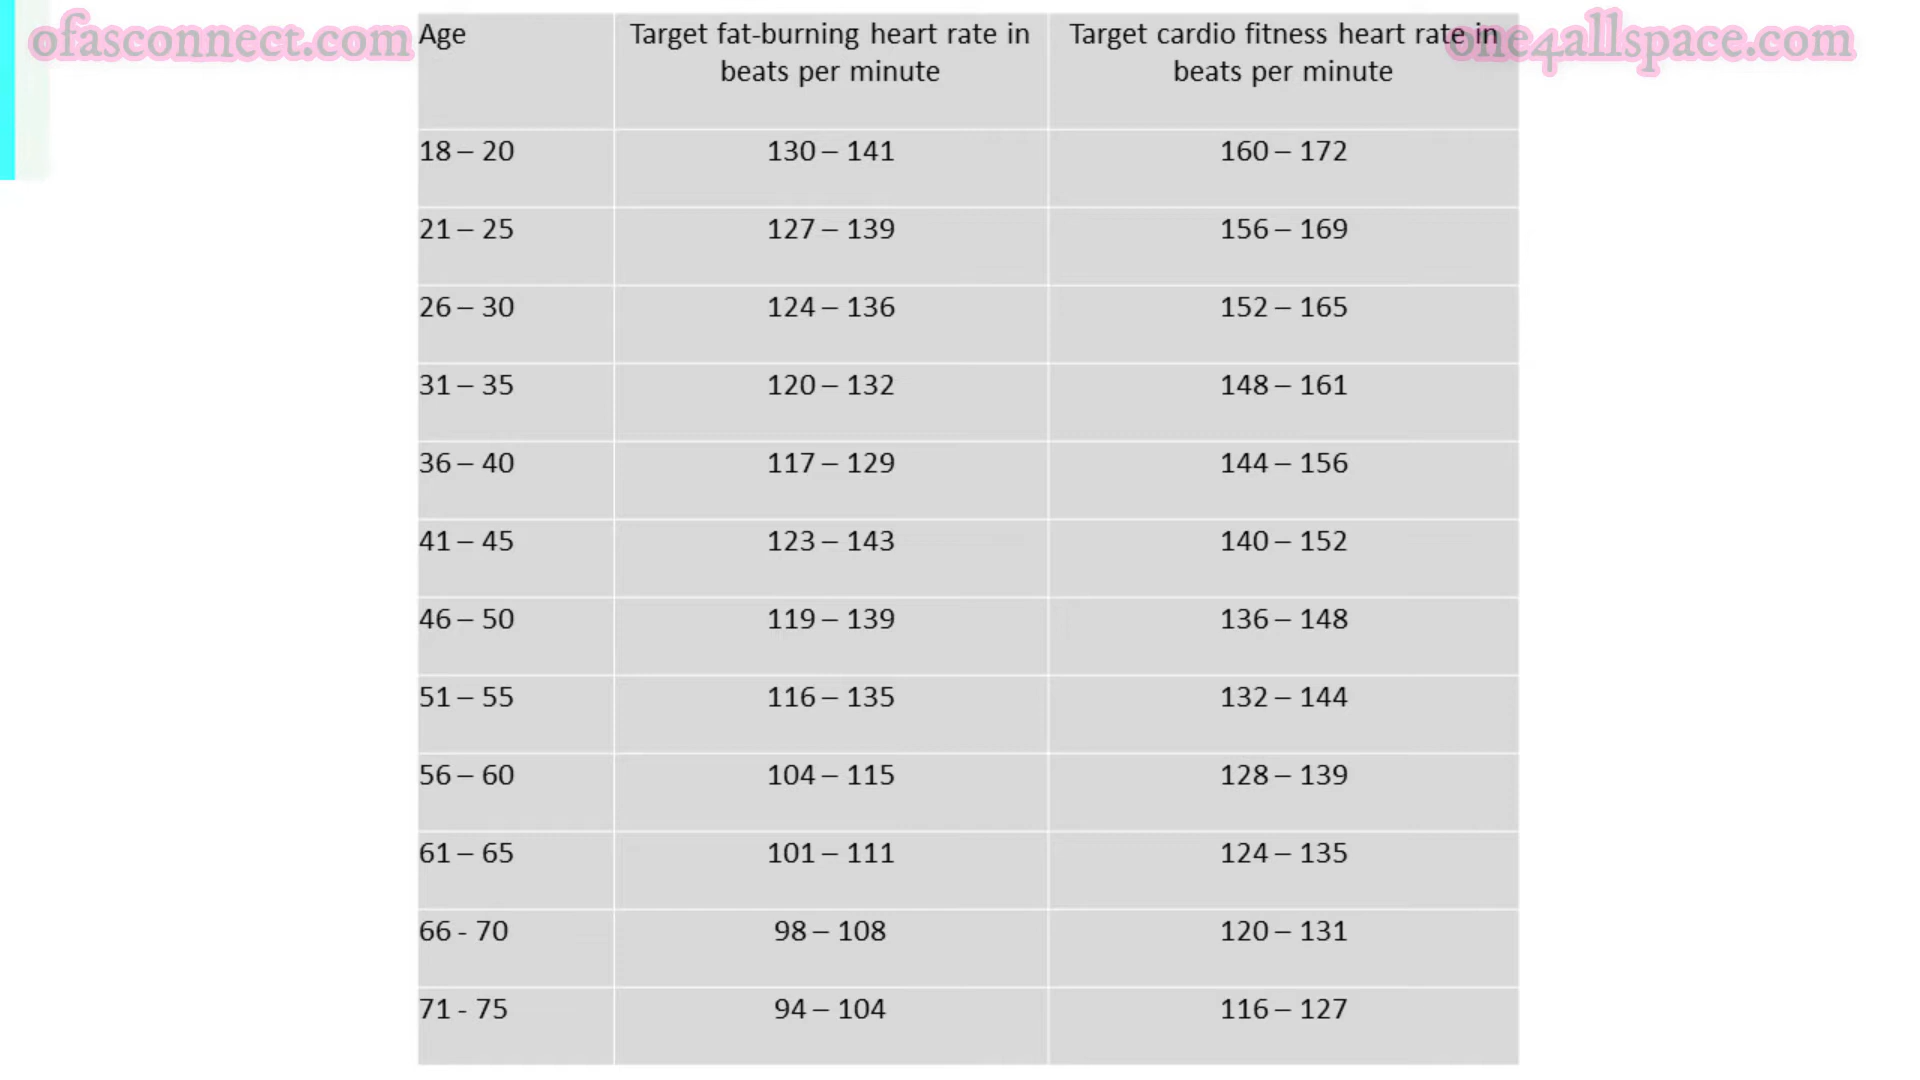 ofasconnect.com
one4allspace.com
Age Target fat-burning heart rate in beats per minute Target cardio fitness heart rate in beats per minute
18 – 20 130 – 141 160 – 172
21 – 25 127 – 139 156 – 169
26 – 30 124 – 136 152 – 165
31 – 35 120 – 132 148 – 161
36 – 40 117 – 129 144 – 156
41 – 45 123 – 143 140 – 152
46 – 50 119 – 139 136 – 148
51 – 55 116 – 135 132 – 144
56 – 60 104 – 115 128 – 139
61 – 65 101 – 111 124 – 135
66 - 70 98 – 108 120 – 131
71 - 75 94 – 104 116 – 127